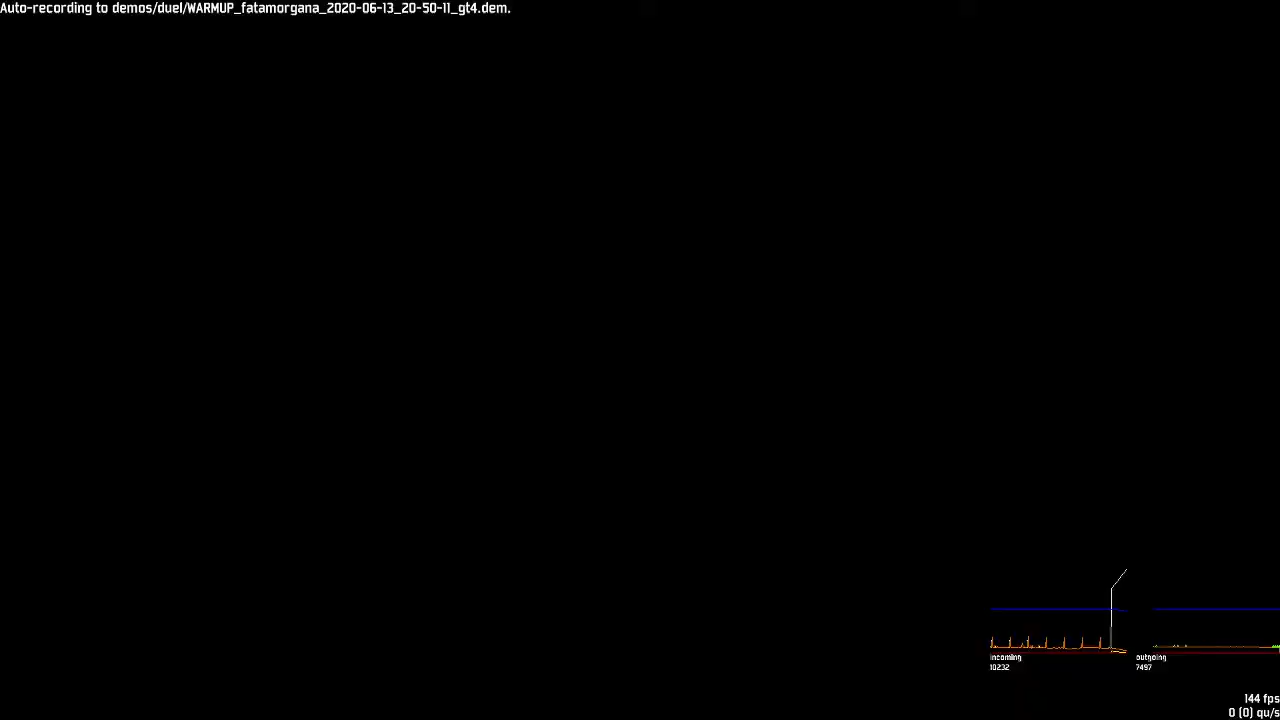 Auto-recording to demos/duel/WARMUP_fatamorgana_2020-06-13_20-50-11_gt4.dem.
incoming
10232
outgoing
7497
144 fps
0 (0) qu/s